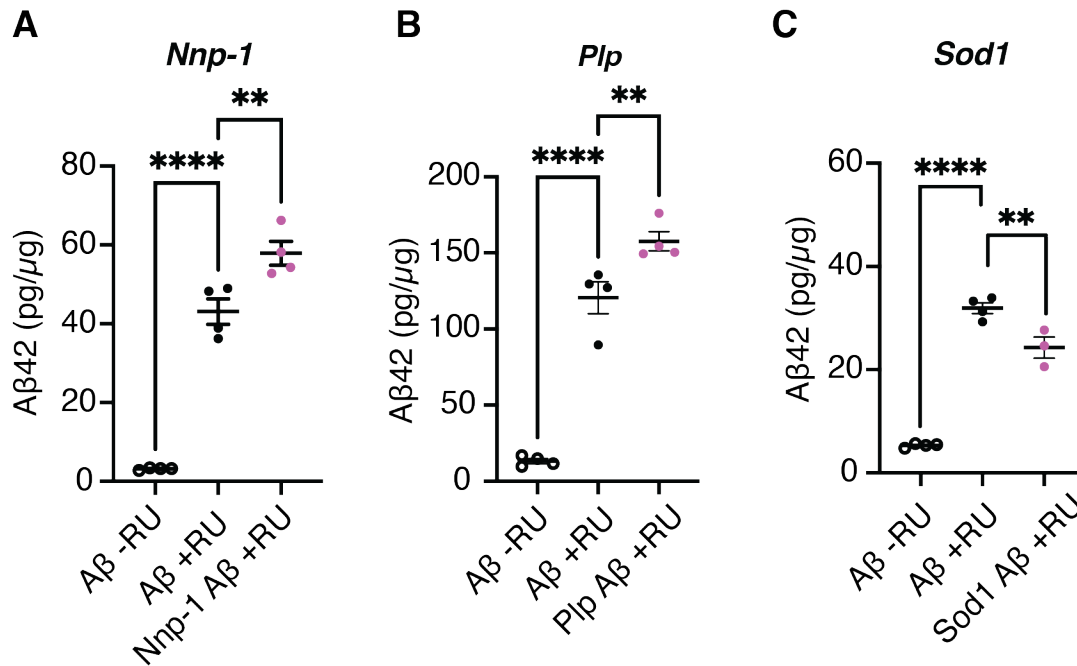 A
Nnp-1
**
****
80
60
40
20
0
Aβ42 (pg/µg)
Aβ -RU
Aβ +RU
Nnp-1 Aβ +RU
B
Plp
**
****
200
150
100
50
0
Aβ42 (pg/µg)
Aβ -RU
Aβ +RU
Plp Aβ +RU
C
Sod1
****
**
60
40
20
0
Aβ42 (pg/µg)
Aβ -RU
Aβ +RU
Sod1 Aβ +RU